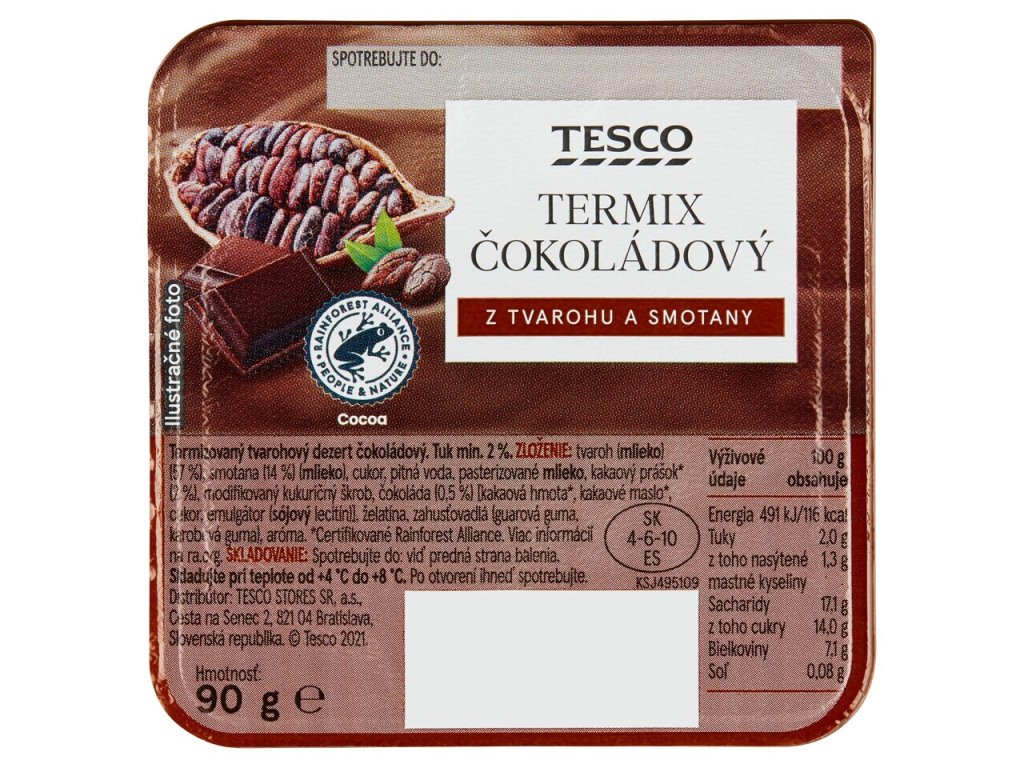 SPOTREBUJTE DO:
TESCO
TERMIX
ČOKOLÁDOVÝ
Z TVAROHU A SMOTANY
Ilustračné foto
RAINFOREST ALLIANCE
PEOPLE & NATURE
Cocoa
Termizovaný tvarohový dezert čokoládový. Tuk min. 2 %. ZLOŽENIE: tvaroh (mlieko)
(57 %), smotana (14 %) (mlieko), cukor, pitná voda, pasterizované mlieko, kakaový prášok*
(2 %), modifikovaný kukuričný škrob, čokoláda (0,5 %) [kakaová hmota*, kakaové maslo*,
cukor, emulgátor (sójový lecitín)], želatína, zahusťovadlá (guarová guma,
karobová guma), aróma. *Certifikované Rainforest Alliance. Viac informácií
na ra.org. SKLADOVANIE: Spotrebujte do: viď predná strana balenia.
Skladujte pri teplote od +4 °C do +8 °C. Po otvorení ihneď spotrebujte.
Distribútor: TESCO STORES SR, a.s.,
Cesta na Senec 2, 821 04 Bratislava,
Slovenská republika. © Tesco 2021.
SK
4-6-10
ES
KSJ495109
Hmotnosť:
90 g ℮
Výživové 100 g
údaje obsahuje
Energia 491 kJ/116 kcal
Tuky 2,0 g
z toho nasýtené 1,3 g
mastné kyseliny
Sacharidy 17,1 g
z toho cukry 14,0 g
Bielkoviny 7,1 g
Soľ 0,08 g